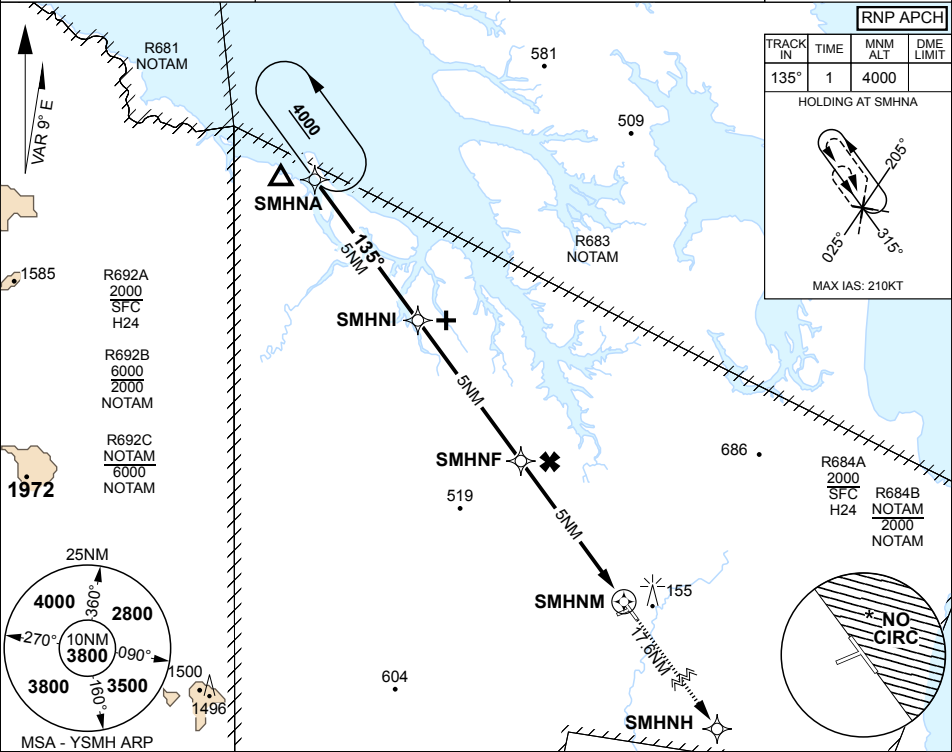 RNP APCH
TRACK IN
TIME
MNM ALT
DME LIMIT
135°
1
4000
HOLDING AT SMHNA
205°
025°
315°
MAX IAS: 210KT
R681
NOTAM
VAR 9° E
581
509
4000
SMHNA
135°
5NM
R683
NOTAM
1585
R692A
2000
SFC
H24
SMHNI
R692B
6000
2000
NOTAM
5NM
R692C
NOTAM
6000
NOTAM
1972
SMHNF
686
519
R684A
2000
SFC
H24
R684B
NOTAM
2000
NOTAM
5NM
25NM
4000
360°
2800
270°
10NM
3800
090°
3800
160°
3500
MSA - YSMH ARP
1500
1496
604
SMHNM
155
17.6NM
SMHNH
* NO
CIRC